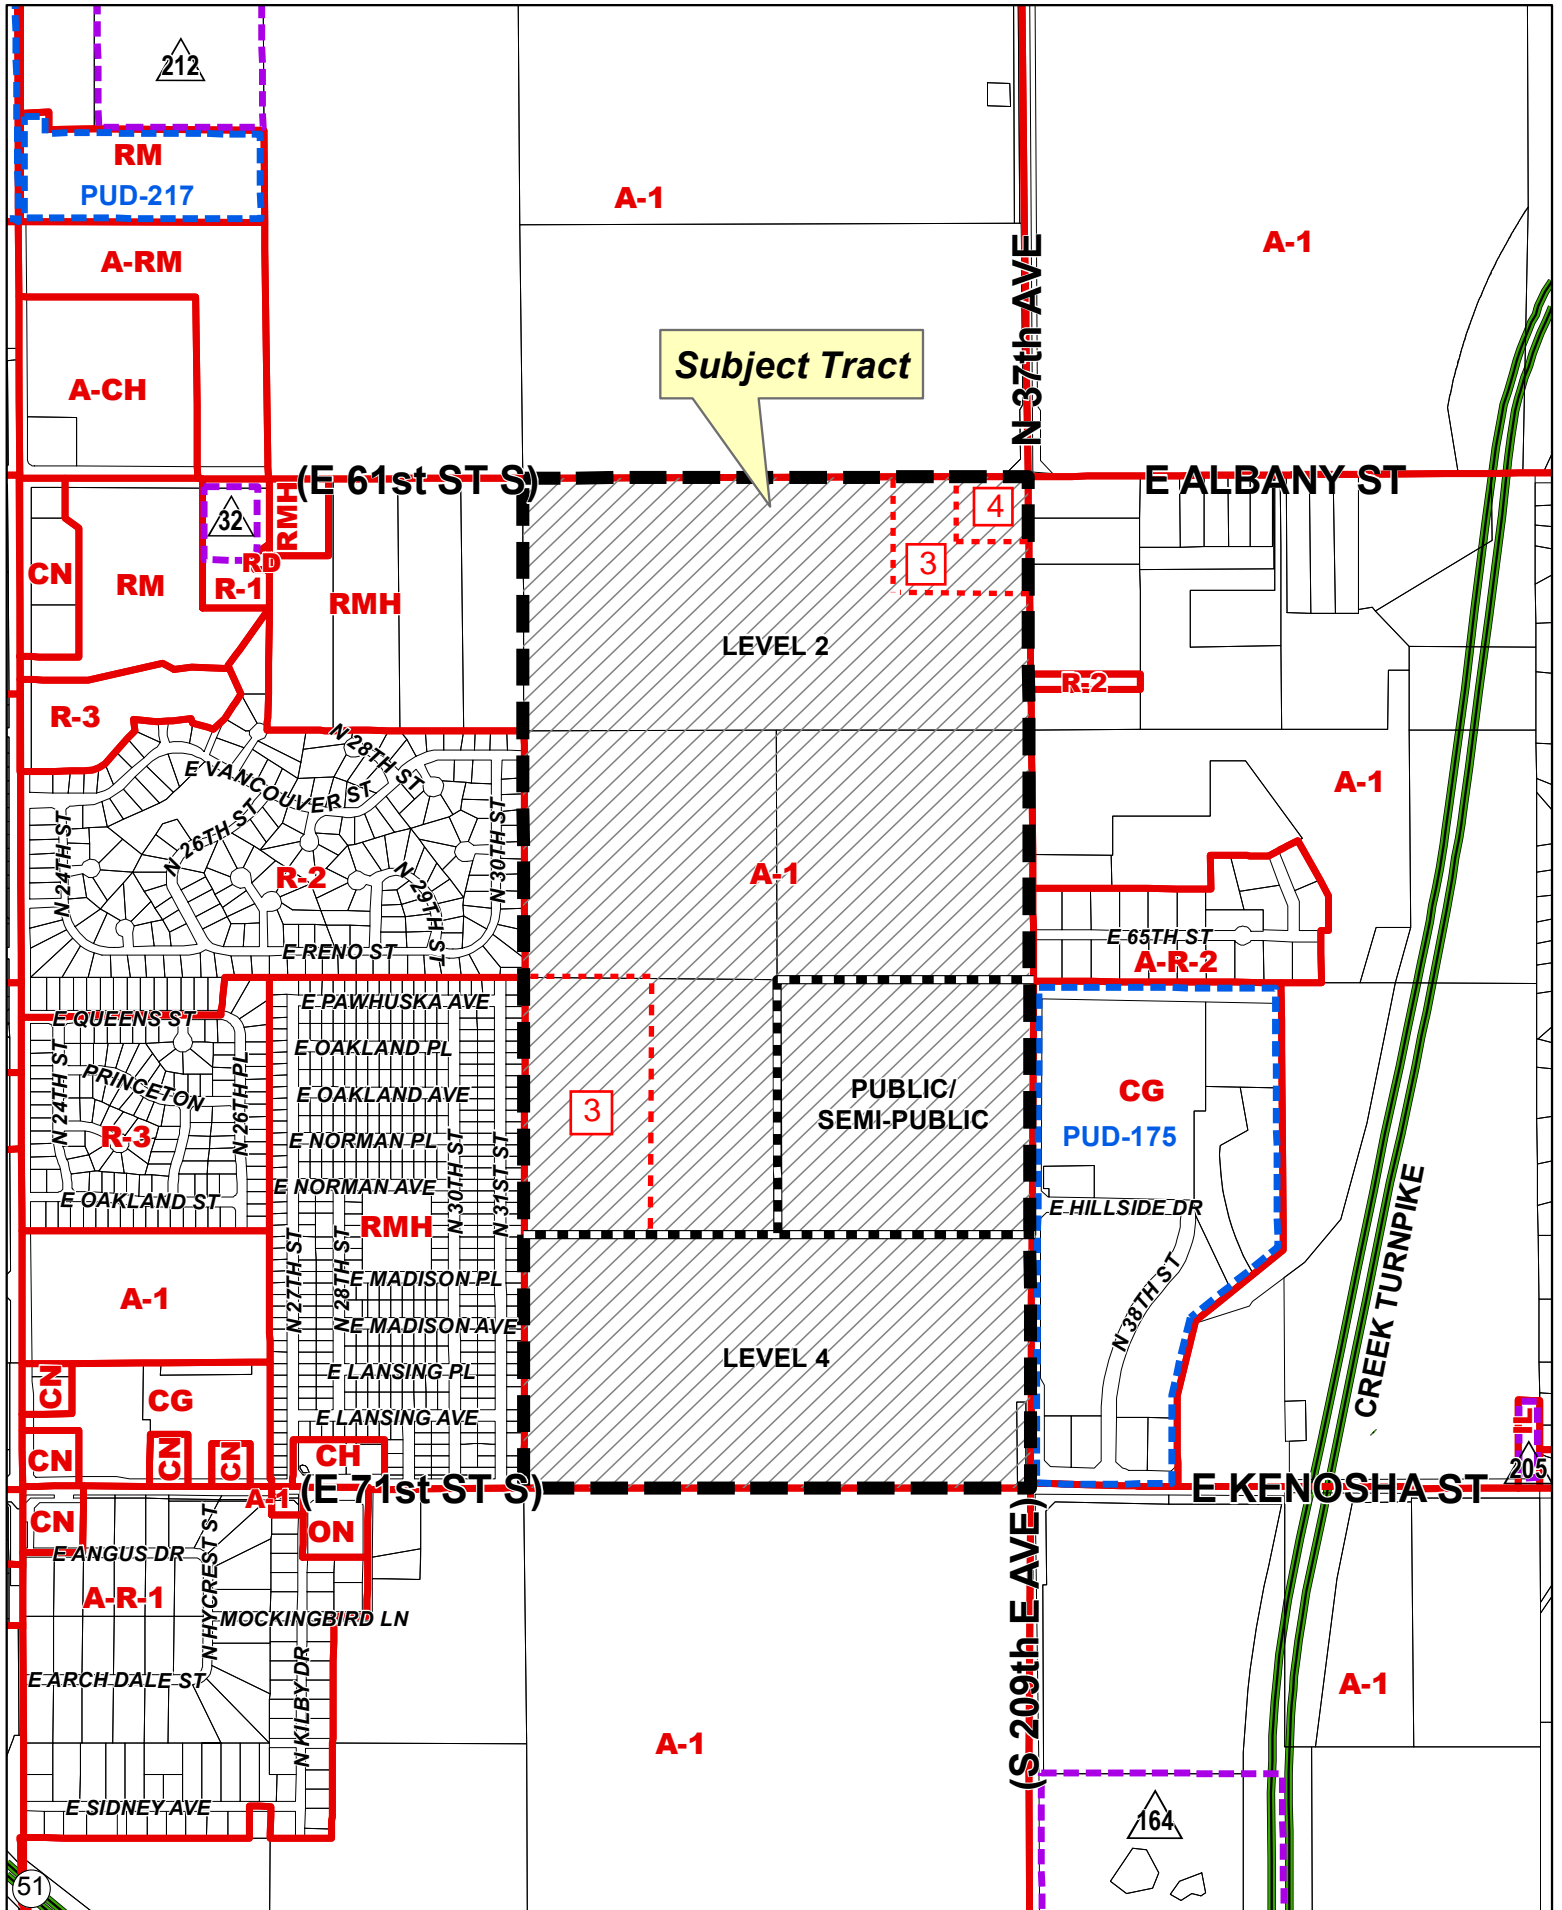 212
RM
PUD-217
A-1
A-1
A-RM
N 37th AVE
Subject Tract
A-CH
(E 61st ST S)
E ALBANY ST
RMH
32
4
3
CN
RM
RD
R-1
RMH
LEVEL 2
R-2
R-3
N 28TH ST
E VANCOUVER ST
A-1
N 24TH ST
N 26TH ST
N 30TH ST
R-2
N 29TH ST
A-1
E RENO ST
E 65TH ST
A-R-2
E PAWHUSKA AVE
E QUEENS ST
E OAKLAND PL
N 24TH ST
PRINCETON
N 26TH PL
E OAKLAND AVE
3
PUBLIC/
SEMI-PUBLIC
CG
PUD-175
R-3
E NORMAN PL
N 30TH ST
N 31ST ST
E NORMAN AVE
E OAKLAND ST
E HILLSIDE DR
RMH
N 27TH ST
N 28TH ST
E MADISON PL
A-1
N 38TH ST
CREEK TURNPIKE
E MADISON AVE
LEVEL 4
E LANSING PL
CN
CG
E LANSING AVE
IL
CN
CN
CN
CH
205
(E 71st ST S)
E KENOSHA ST
A-1
CN
ON
E ANGUS DR
N HYCREST ST
A-R-1
MOCKINGBIRD LN
(S 209th E AVE)
E ARCH DALE ST
N KILBY DR
A-1
A-1
E SIDNEY AVE
164
51